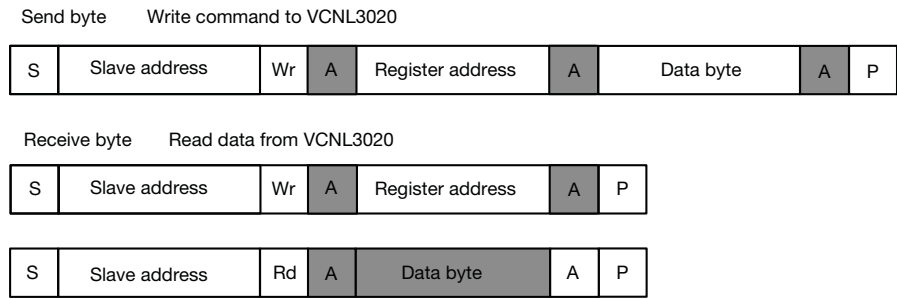 Send byte Write command to VCNL3020
S Slave address Wr A Register address A Data byte A P
Receive byte Read data from VCNL3020
S Slave address Wr A Register address A P
S Slave address Rd A Data byte A P